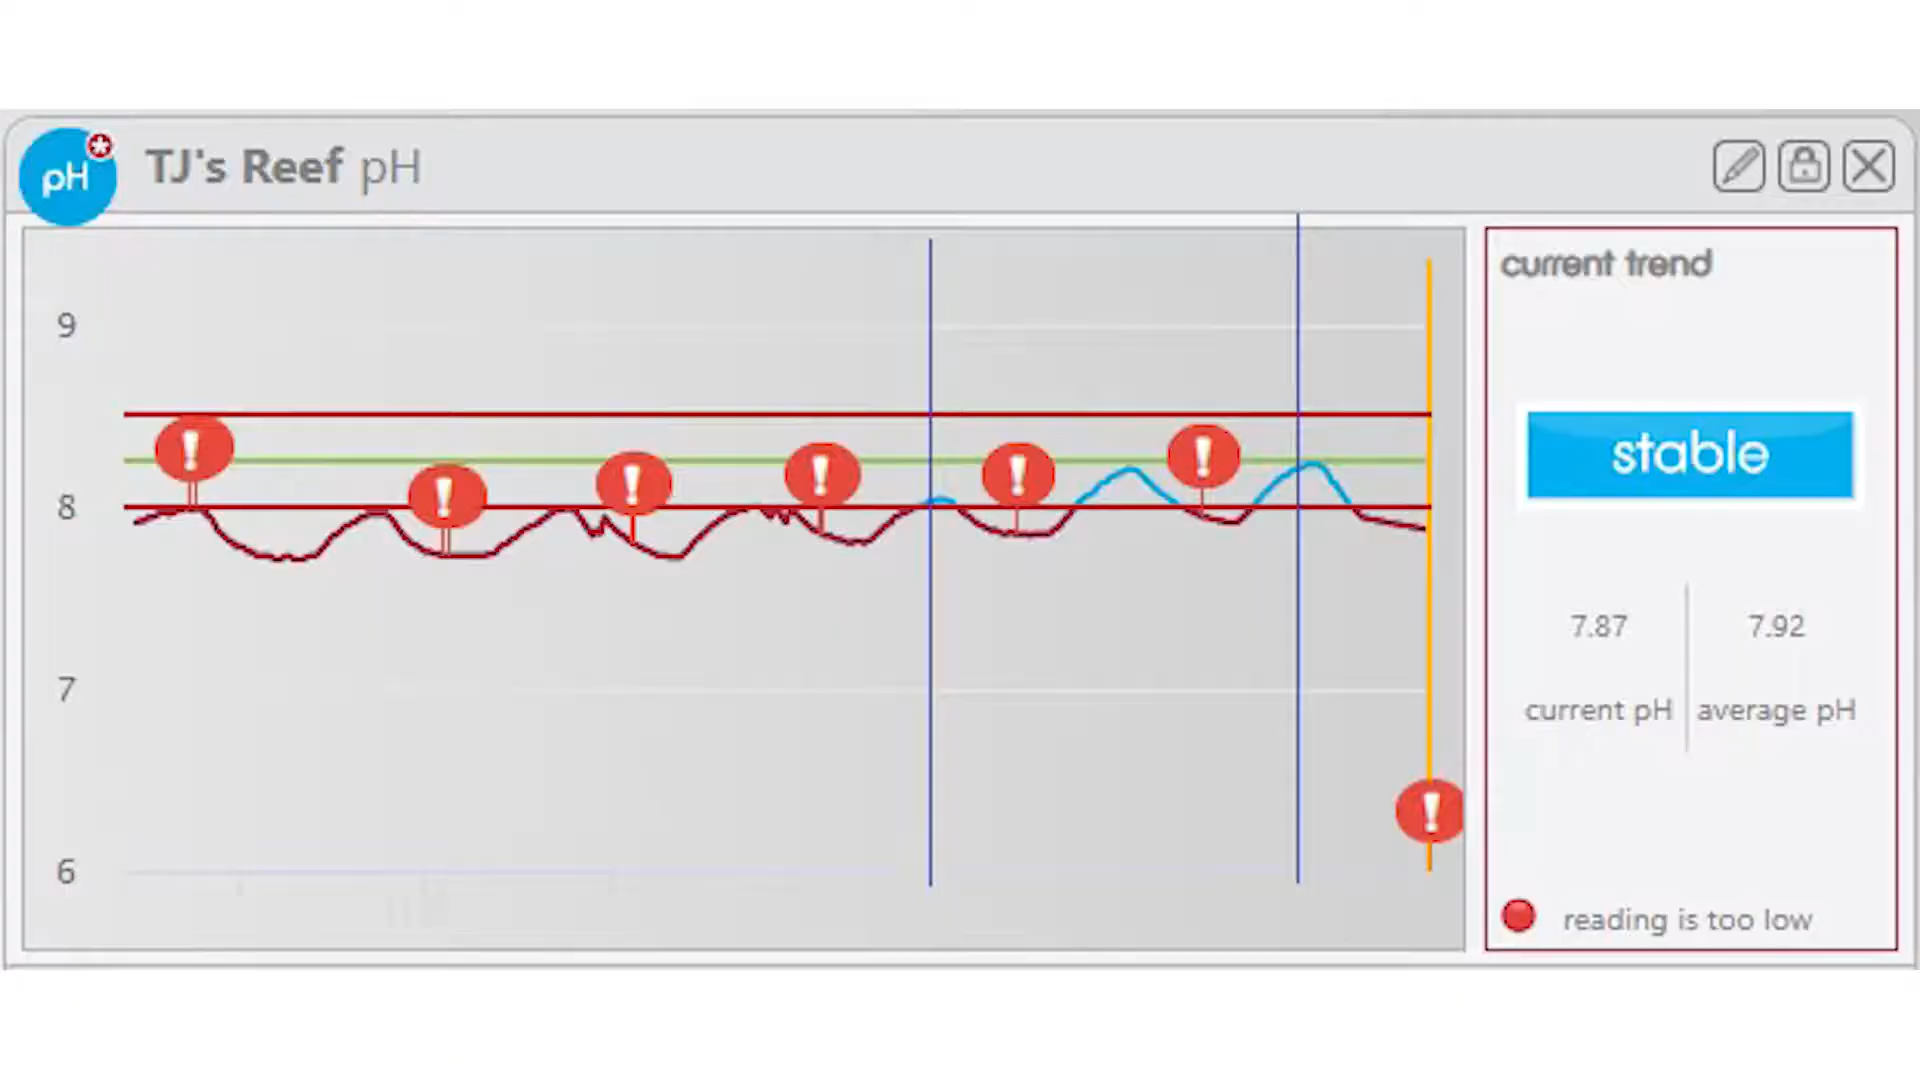 pH
TJ's Reef pH
current trend
9
8
7
6
!
!
!
!
!
!
!
stable
7.87
7.92
current pH
average pH
reading is too low